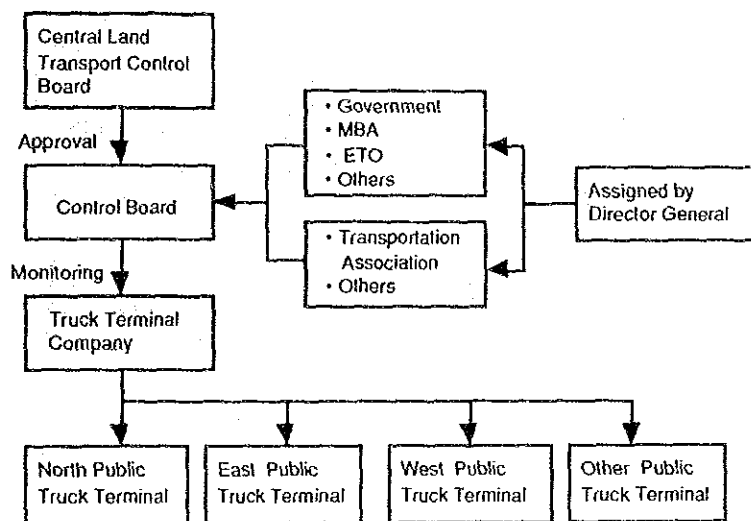 Central Land
Transport Control
Board
Approval
Control Board
Monitoring
Truck Terminal
Company
• Government
• MBA
• ETO
• Others
• Transportation
Association
• Others
Assigned by
Director General
North Public
Truck Terminal
East Public
Truck Terminal
West Public
Truck Terminal
Other Public
Truck Terminal